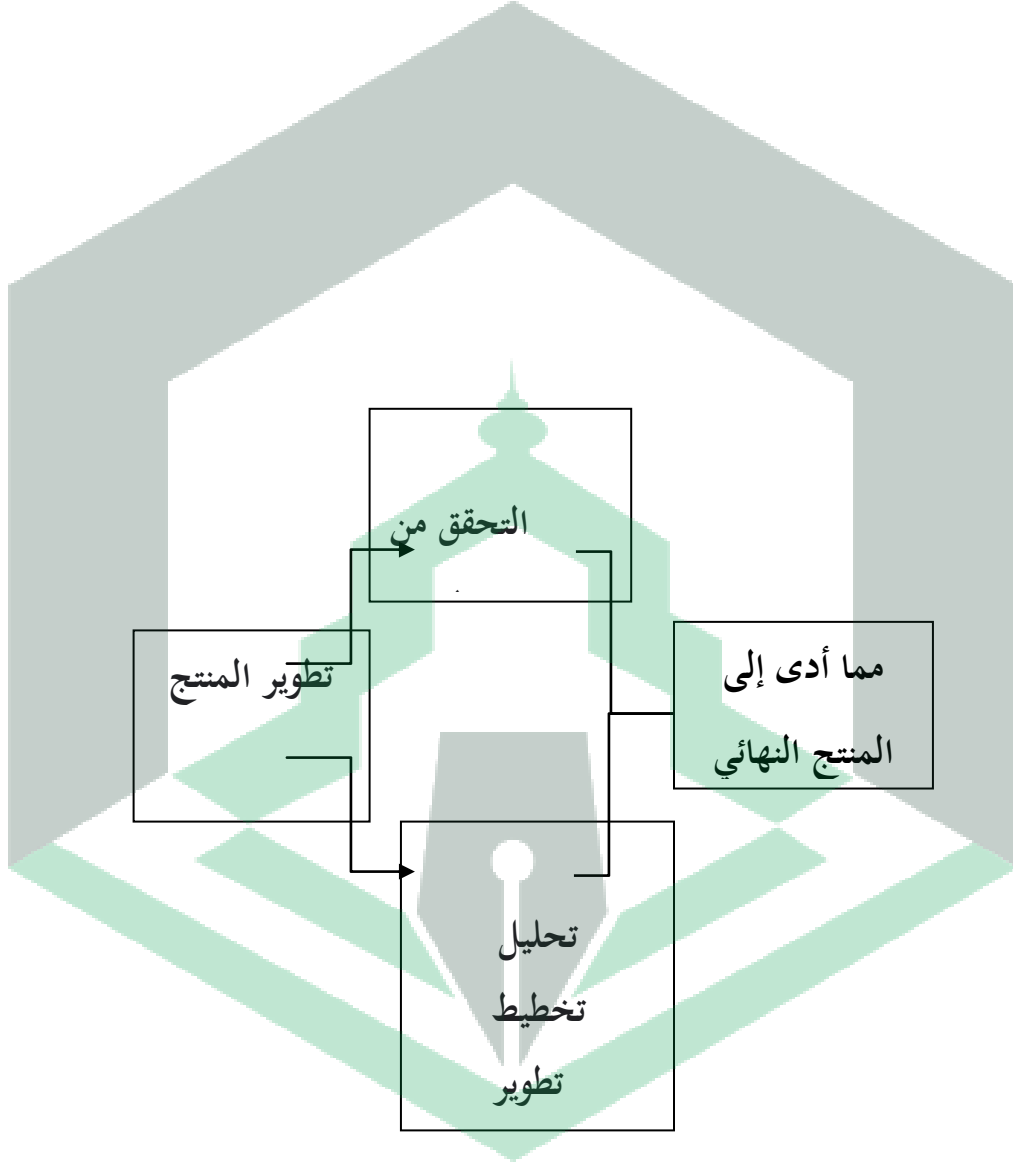 التحقق من
تطوير المنتج
مما أدى إلى
المنتج النهائي
تحليل
تخطيط
تطوير